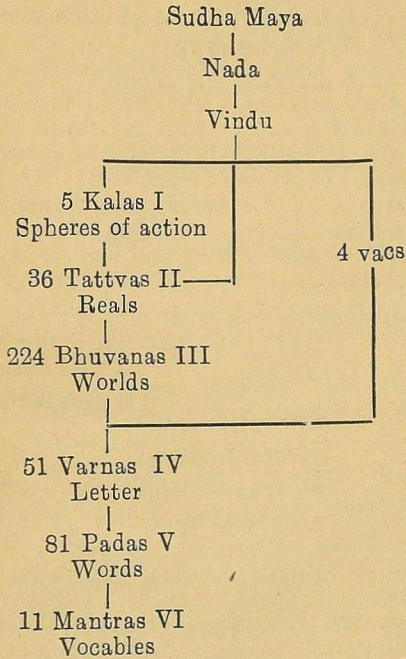 Sudha Maya
Nada
Vindu
5 Kalas I
Spheres of action
4 vacs
36 Tattvas II
Reals
224 Bhuvanas III
Worlds
51 Varnas IV
Letter
81 Padas V
Words
11 Mantras VI
Vocables